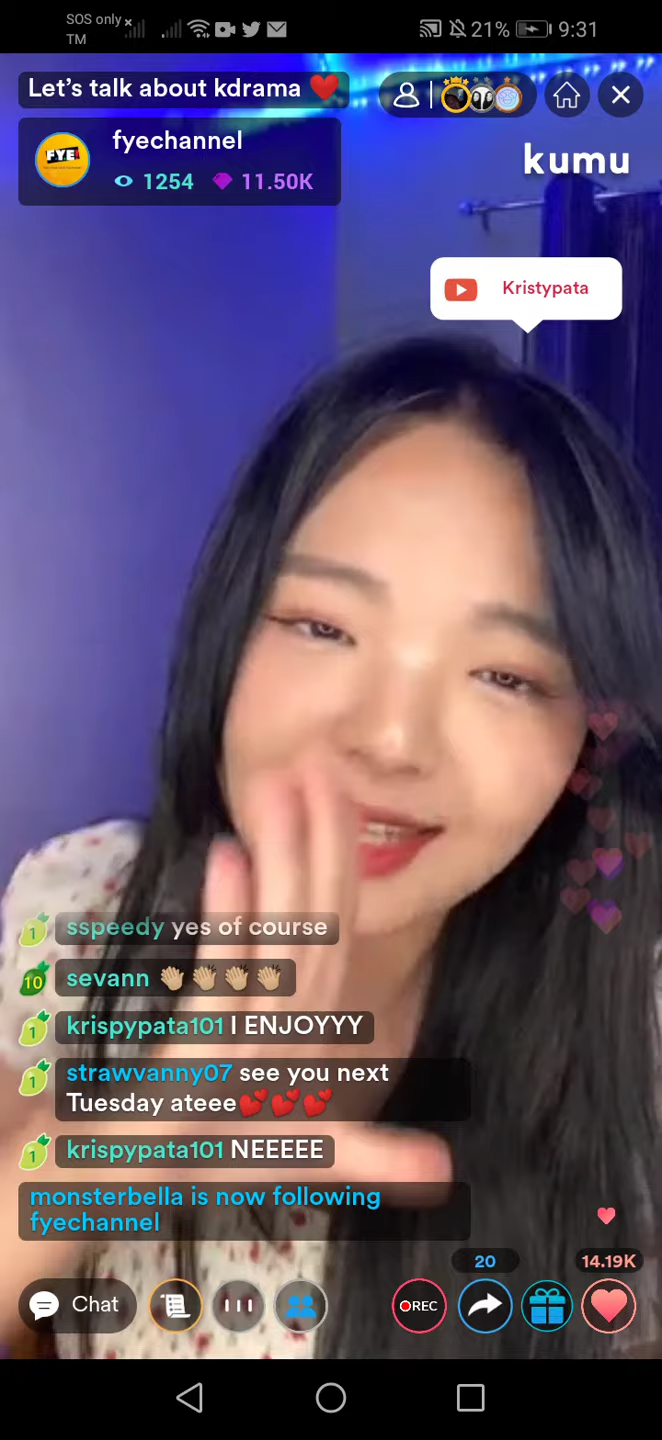 SOS only
TM
21%
9:31
Let's talk about kdrama ❤️
FYE
fyechannel
1254 11.50K
kumu
Kristypata
1 sspeedy yes of course
10 sevann 👏🏼👏🏼👏🏼👏🏼
1 krispypata101 I ENJOYYY
1 strawvanny07 see you next
Tuesday ateee💕💕💕
1 krispypata101 NEEEEE
monsterbella is now following
fyechannel
20
14.19K
Chat
REC